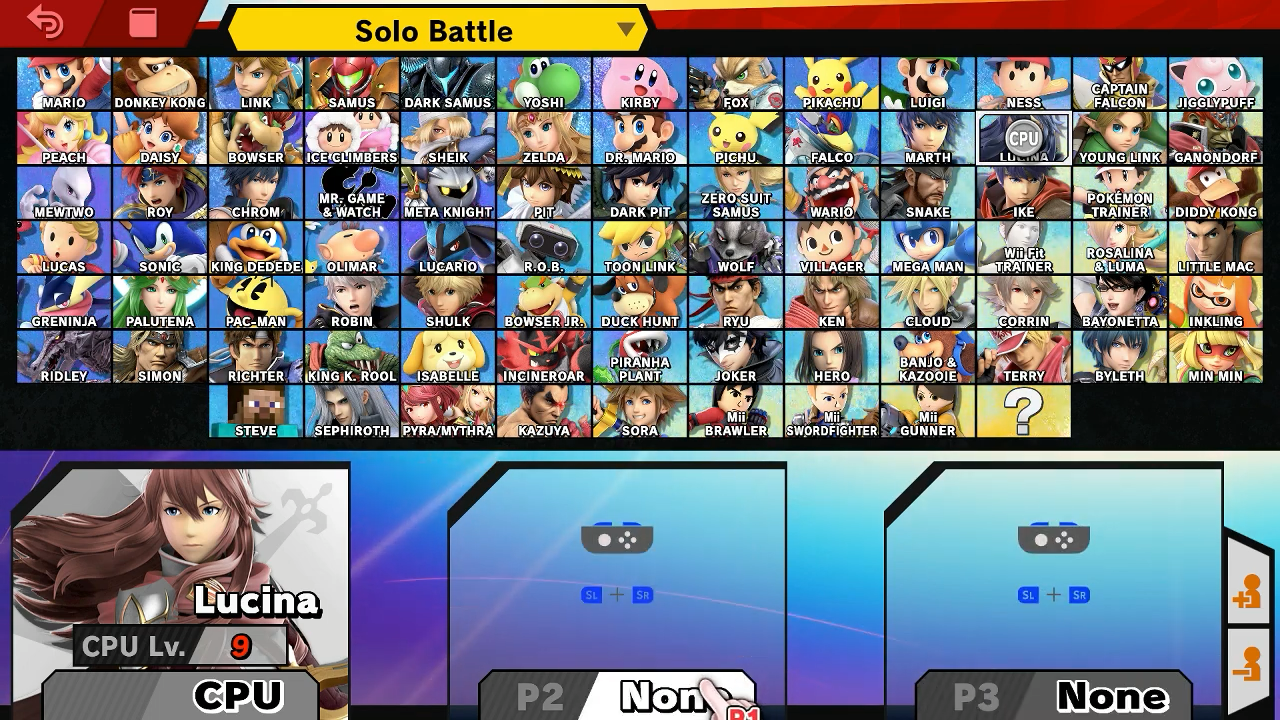 Solo Battle
MARIO
DONKEY KONG
LINK
SAMUS
DARK SAMUS
YOSHI
KIRBY
FOX
PIKACHU
LUIGI
NESS
CAPTAIN
FALCON
JIGGLYPUFF
PEACH
DAISY
BOWSER
ICE CLIMBERS
SHEIK
ZELDA
DR. MARIO
PICHU
FALCO
MARTH
CPU
LUCINA
YOUNG LINK
GANONDORF
MEWTWO
ROY
CHROM
MR. GAME
& WATCH
META KNIGHT
PIT
DARK PIT
ZERO SUIT
SAMUS
WARIO
SNAKE
IKE
POKÉMON
TRAINER
DIDDY KONG
LUCAS
SONIC
KING DEDEDE
OLIMAR
LUCARIO
R.O.B.
TOON LINK
WOLF
VILLAGER
MEGA MAN
Wii Fit
TRAINER
ROSALINA
& LUMA
LITTLE MAC
GRENINJA
PALUTENA
PAC-MAN
ROBIN
SHULK
BOWSER JR.
DUCK HUNT
RYU
KEN
CLOUD
CORRIN
BAYONETTA
INKLING
RIDLEY
SIMON
RICHTER
KING K. ROOL
ISABELLE
INCINEROAR
PIRANHA
PLANT
JOKER
HERO
BANJO &
KAZOOIE
TERRY
BYLETH
MIN MIN
STEVE
SEPHIROTH
PYRA/MYTHRA
KAZUYA
SORA
Mii
BRAWLER
Mii
SWORDFIGHTER
Mii
GUNNER
?
Lucina
CPU Lv. 9
CPU
SL + SR
P2 None
P1
SL + SR
P3 None